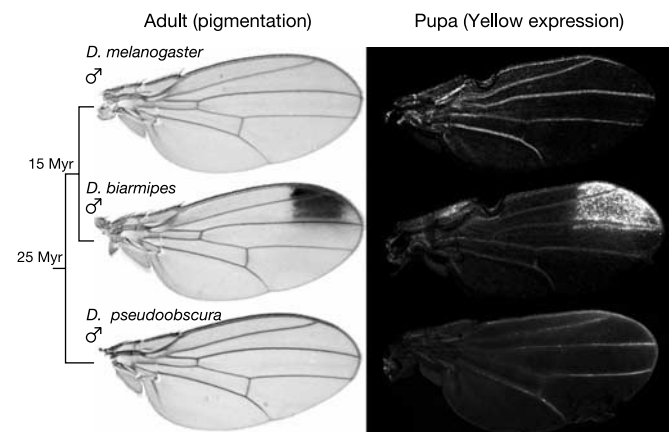 Adult (pigmentation)
Pupa (Yellow expression)
D. melanogaster
♂
15 Myr
D. biarmipes
♂
25 Myr
D. pseudoobscura
♂